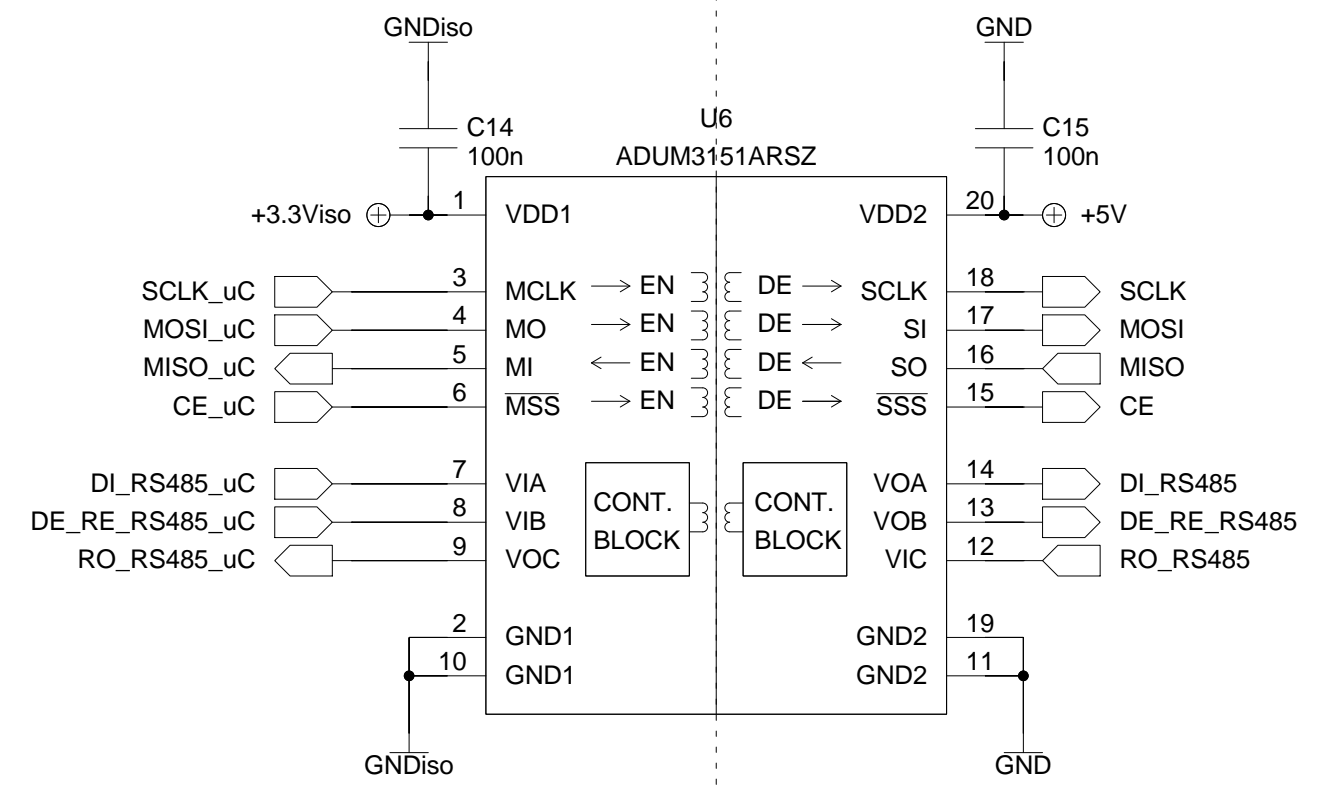 GNDiso GND
C14 U6 C15
100n ADUM3151ARSZ 100n
+3.3Viso 1 VDD1 VDD2 20 +5V
SCLK_uC 3 MCLK EN DE SCLK 18 SCLK
MOSI_uC 4 MO EN DE SI 17 MOSI
MISO_uC 5 MI EN DE SO 16 MISO
CE_uC 6 MSS EN DE SSS 15 CE
DI_RS485_uC 7 VIA CONT. CONT. VOA 14 DI_RS485
DE_RE_RS485_uC 8 VIB BLOCK BLOCK VOB 13 DE_RE_RS485
RO_RS485_uC 9 VOC VIC 12 RO_RS485
2 GND1 GND2 19
10 GND1 GND2 11
GNDiso GND